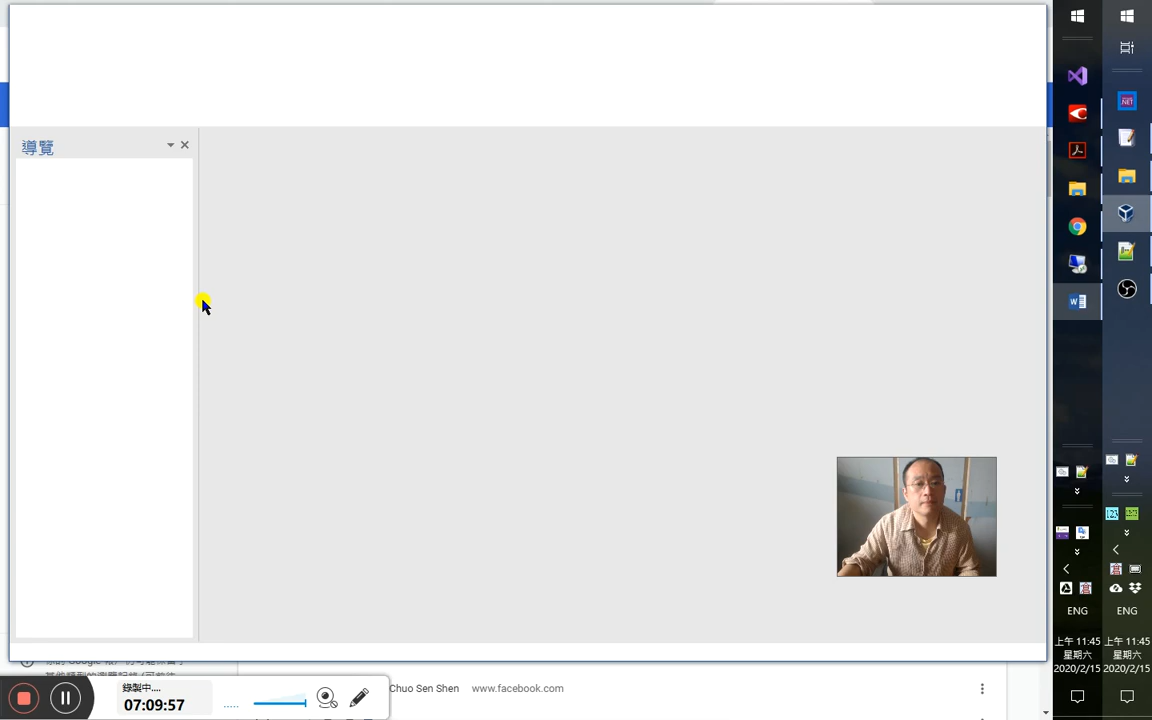 導覽
Chuo Sen Shen www.facebook.com
錄製中....
07:09:57
NET
123
ENG
ENG
上午 11:45
星期六
2020/2/15
上午 11:45
星期六
2020/2/15